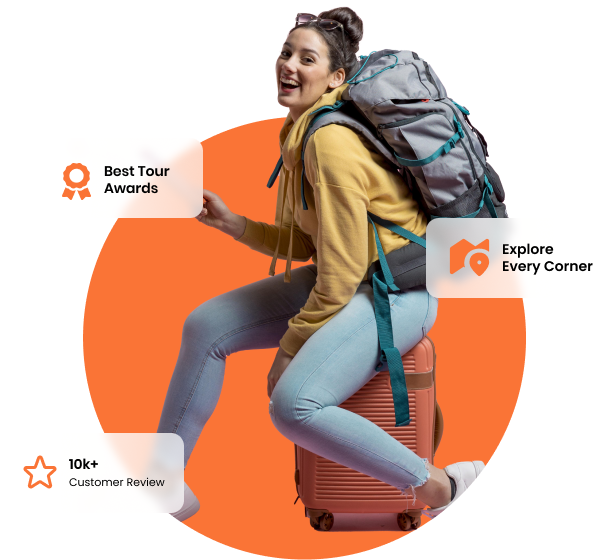 Best Tour
Awards
Explore
Every Corner
10k+
Customer Review